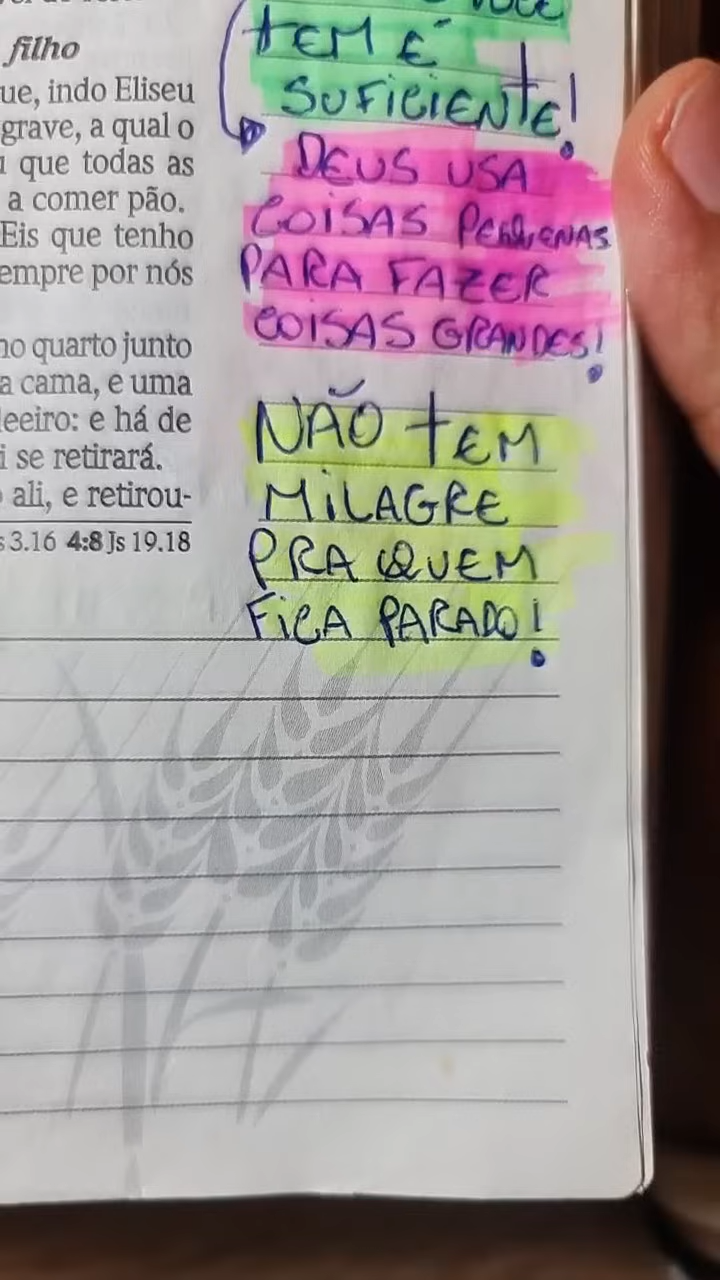 filho
ue, indo Eliseu
grave, a qual o
que todas as
a comer pão.
Eis que tenho
empre por nós
no quarto junto
a cama, e uma
leeiro: e há de
i se retirará.
ali, e retirou-
s 3.16 4:8 Js 19.18
VOCÊ
TEM É
SUFICIENTE!
DEUS USA
COISAS PEQUENAS
PARA FAZER
COISAS GRANDES!
NÃO TEM
MILAGRE
PRA QUEM
FICA PARADO!